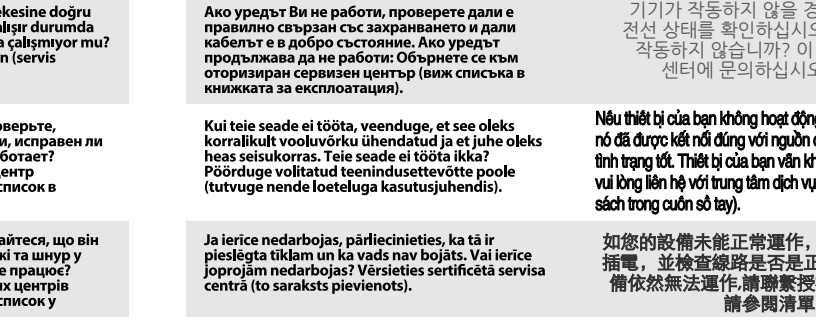 ekesine doğru
alışır durumda
a çalışmıyor mu?
n (servis
Ако уредът Ви не работи, проверете дали е
правилно свързан със захранването и дали
кабелът е в добро състояние. Ако уредът
продължава да не работи: Обърнете се към
оторизиран сервизен център (виж списъка в
книжката за експлоатация).
기기가 작동하지 않을 경
전선 상태를 확인하십시오
작동하지 않습니까? 이
센터에 문의하십시오
оверьте,
и, исправен ли
ботает?
ентр
писок в
Kui teie seade ei tööta, veenduge, et see oleks
korralikult vooluvõrku ühendatud ja et juhe oleks
heas seisukorras. Teie seade ei tööta ikka?
Pöörduge volitatud teenindusettevõtte poole
(tutvuge nende loeteluga kasutusjuhendis).
Nếu thiết bị của bạn không hoạt động
nó đã được kết nối đúng với nguồn
tình trạng tốt. Thiết bị của bạn vẫn kh
vui lòng liên hệ với trung tâm dịch vụ
sách trong cuốn sổ tay).
айтеся, що він
кі та шнур у
е працює?
их центрів
список у
Ja ierīce nedarbojas, pārliecinieties, ka tā ir
pieslēgta tīklam un ka vads nav bojāts. Vai ierīce
joprojām nedarbojas? Vērsieties sertificētā servisa
centrā (to saraksts pievienots).
如您的設備未能正常運作，
插電，並檢查線路是否是正
備依然無法運作,請聯繫授
請參閱清單